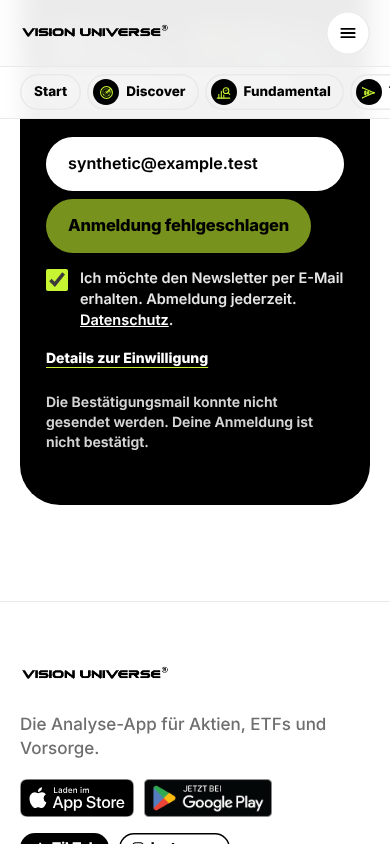 VISION UNIVERSE®
Start
Discover
Fundamental
synthetic@example.test
Anmeldung fehlgeschlagen
Ich möchte den Newsletter per E-Mail
erhalten. Abmeldung jederzeit.
Datenschutz.
Details zur Einwilligung
Die Bestätigungsmail konnte nicht
gesendet werden. Deine Anmeldung ist
nicht bestätigt.
VISION UNIVERSE®
Die Analyse-App für Aktien, ETFs und
Vorsorge.
Laden im
App Store
JETZT BEI
Google Play